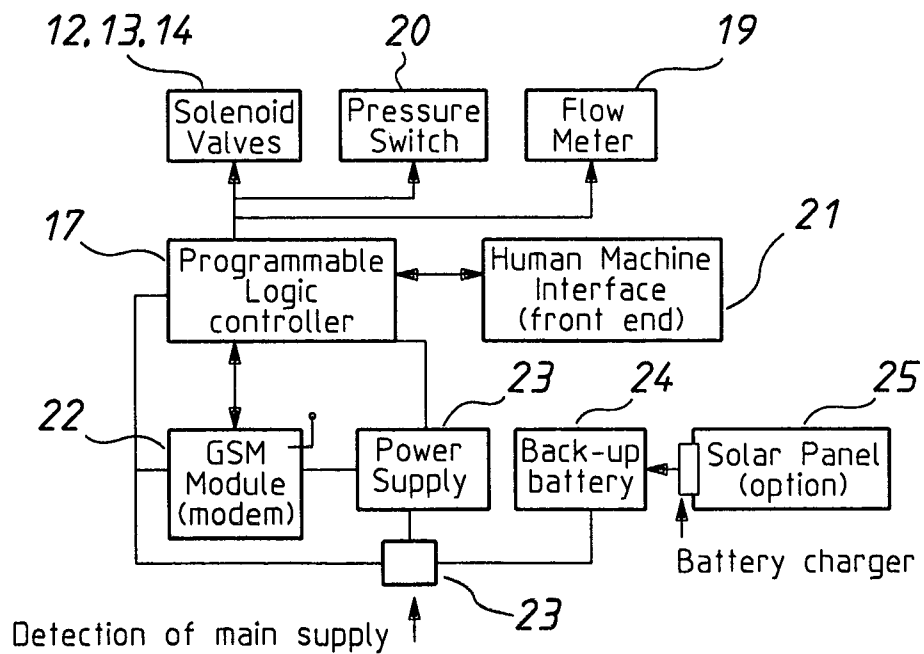 12.13.14
20
19
Solenoid
Valves
Pressure
Switch
Flow
Meter
17
21
Programmable
Logic
controller
Human Machine
Interface
(front end)
22
23
24
25
GSM
Module
(modem)
Power
Supply
Back-up
battery
Solar Panel
(option)
Battery charger
23
Detection of main supply